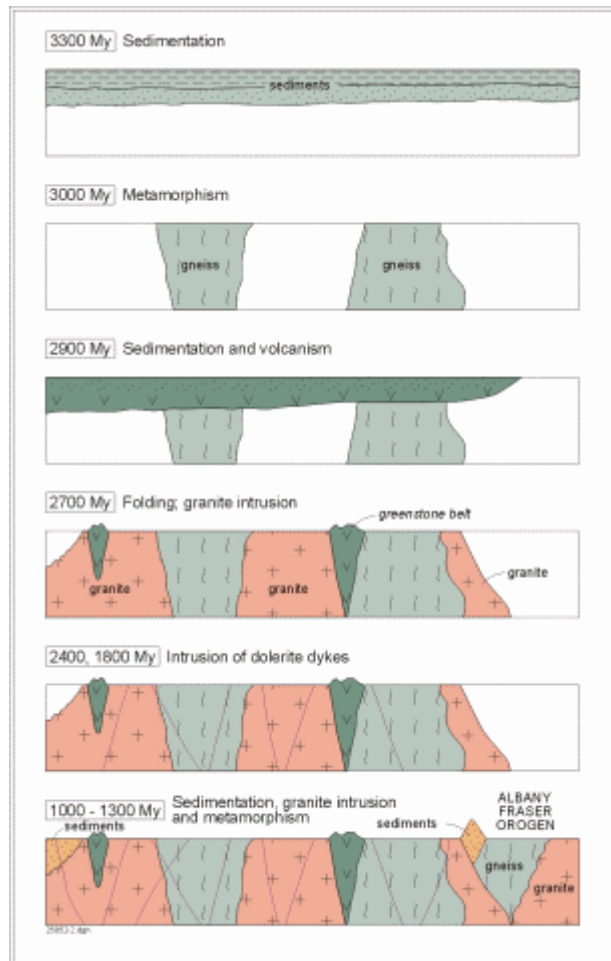 3300 My Sedimentation
sediments
3000 My Metamorphism
gneiss gneiss
2900 My Sedimentation and volcanism
2700 My Folding; granite intrusion
greenstone belt
granite granite granite
2400, 1800 My Intrusion of dolerite dykes
1000 - 1300 My Sedimentation, granite intrusion
and metamorphism
sediments
sediments
ALBANY
FRASER
OROGEN
gneiss
granite